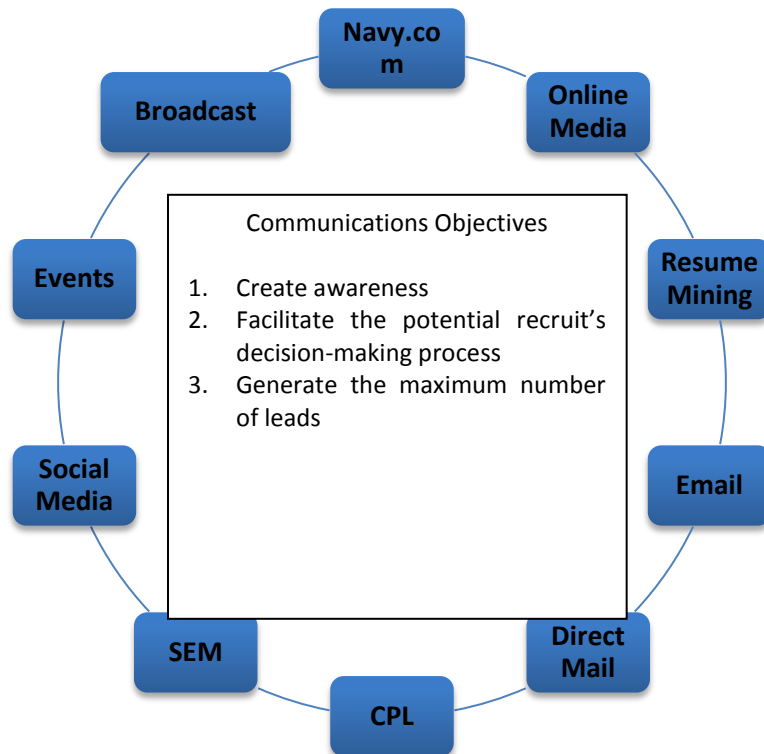 Navy.co
m
Online
Media
Resume
Mining
Email
Direct
Mail
CPL
SEM
Social
Media
Events
Broadcast
Communications Objectives
1. Create awareness
2. Facilitate the potential recruit’s
decision-making process
3. Generate the maximum number
of leads